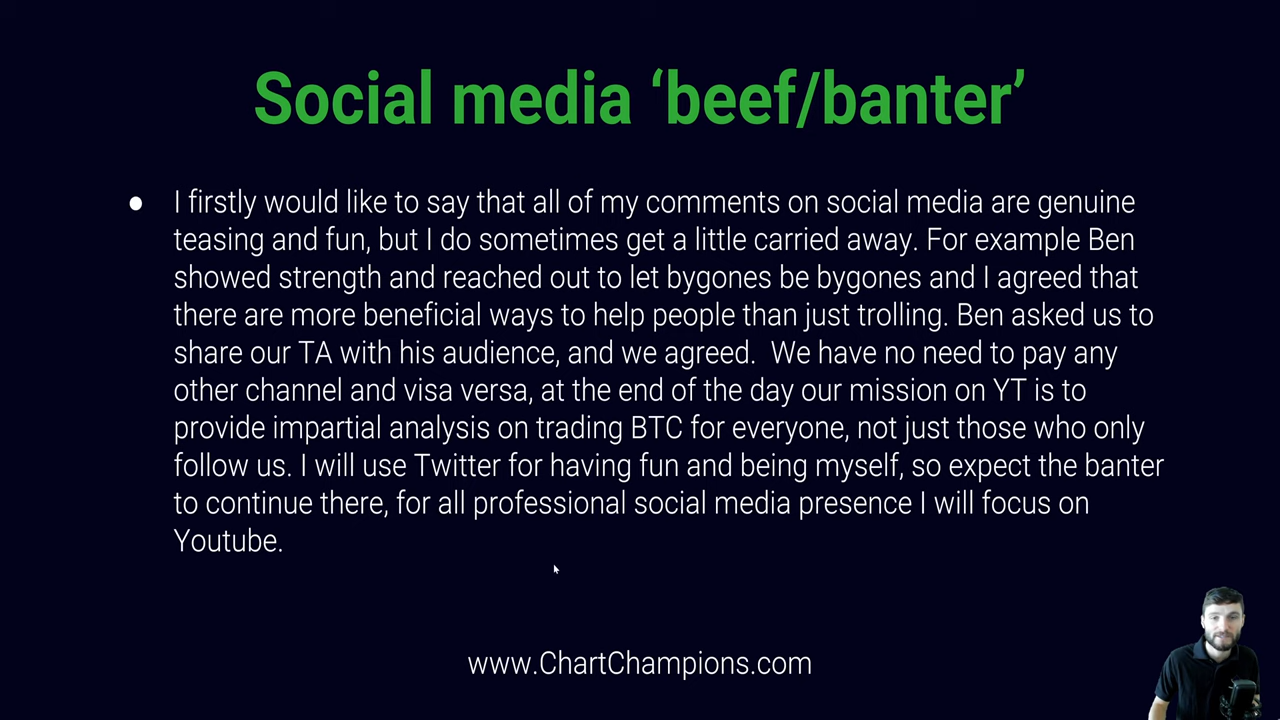 Social media ‘beef/banter’
● I firstly would like to say that all of my comments on social media are genuine
teasing and fun, but I do sometimes get a little carried away. For example Ben
showed strength and reached out to let bygones be bygones and I agreed that
there are more beneficial ways to help people than just trolling. Ben asked us to
share our TA with his audience, and we agreed.  We have no need to pay any
other channel and visa versa, at the end of the day our mission on YT is to
provide impartial analysis on trading BTC for everyone, not just those who only
follow us. I will use Twitter for having fun and being myself, so expect the banter
to continue there, for all professional social media presence I will focus on
Youtube.
www.ChartChampions.com